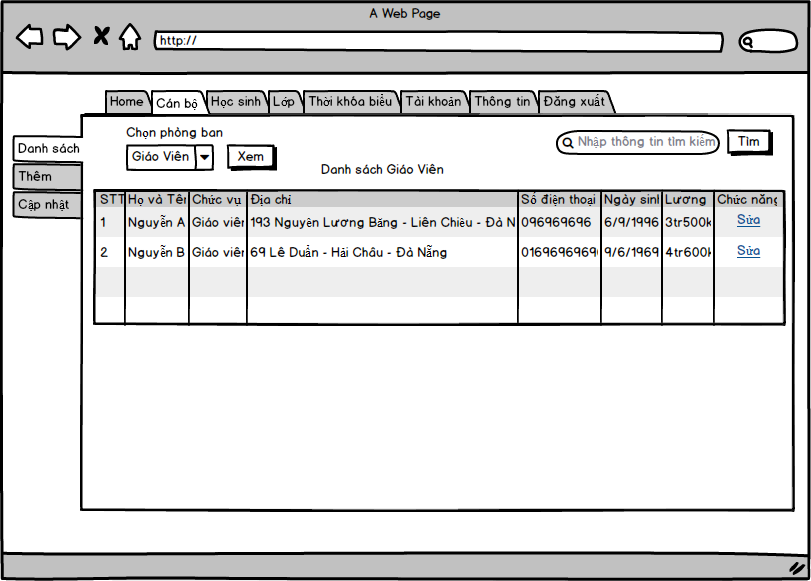 A Web Page
http://
Home Cán bộ Học sinh Lớp Thời khóa biểu Tài khoản Thông tin Đăng xuất
Chọn phòng ban
Danh sách
Giáo Viên Xem Nhập thông tin tìm kiếm Tìm
Thêm
Danh sách Giáo Viên
Cập nhật
STT Họ và Tên Chức vụ Địa chỉ Số điện thoại Ngày sinh Lương Chức năng
1 Nguyễn A Giáo viên 193 Nguyễn Lương Bằng - Liên Chiểu - Đà N 096969696 6/9/1996 3tr500k Sửa
2 Nguyễn B Giáo viên 69 Lê Duẩn - Hải Châu - Đà Nẵng 01696969696 9/6/1969 4tr600k Sửa